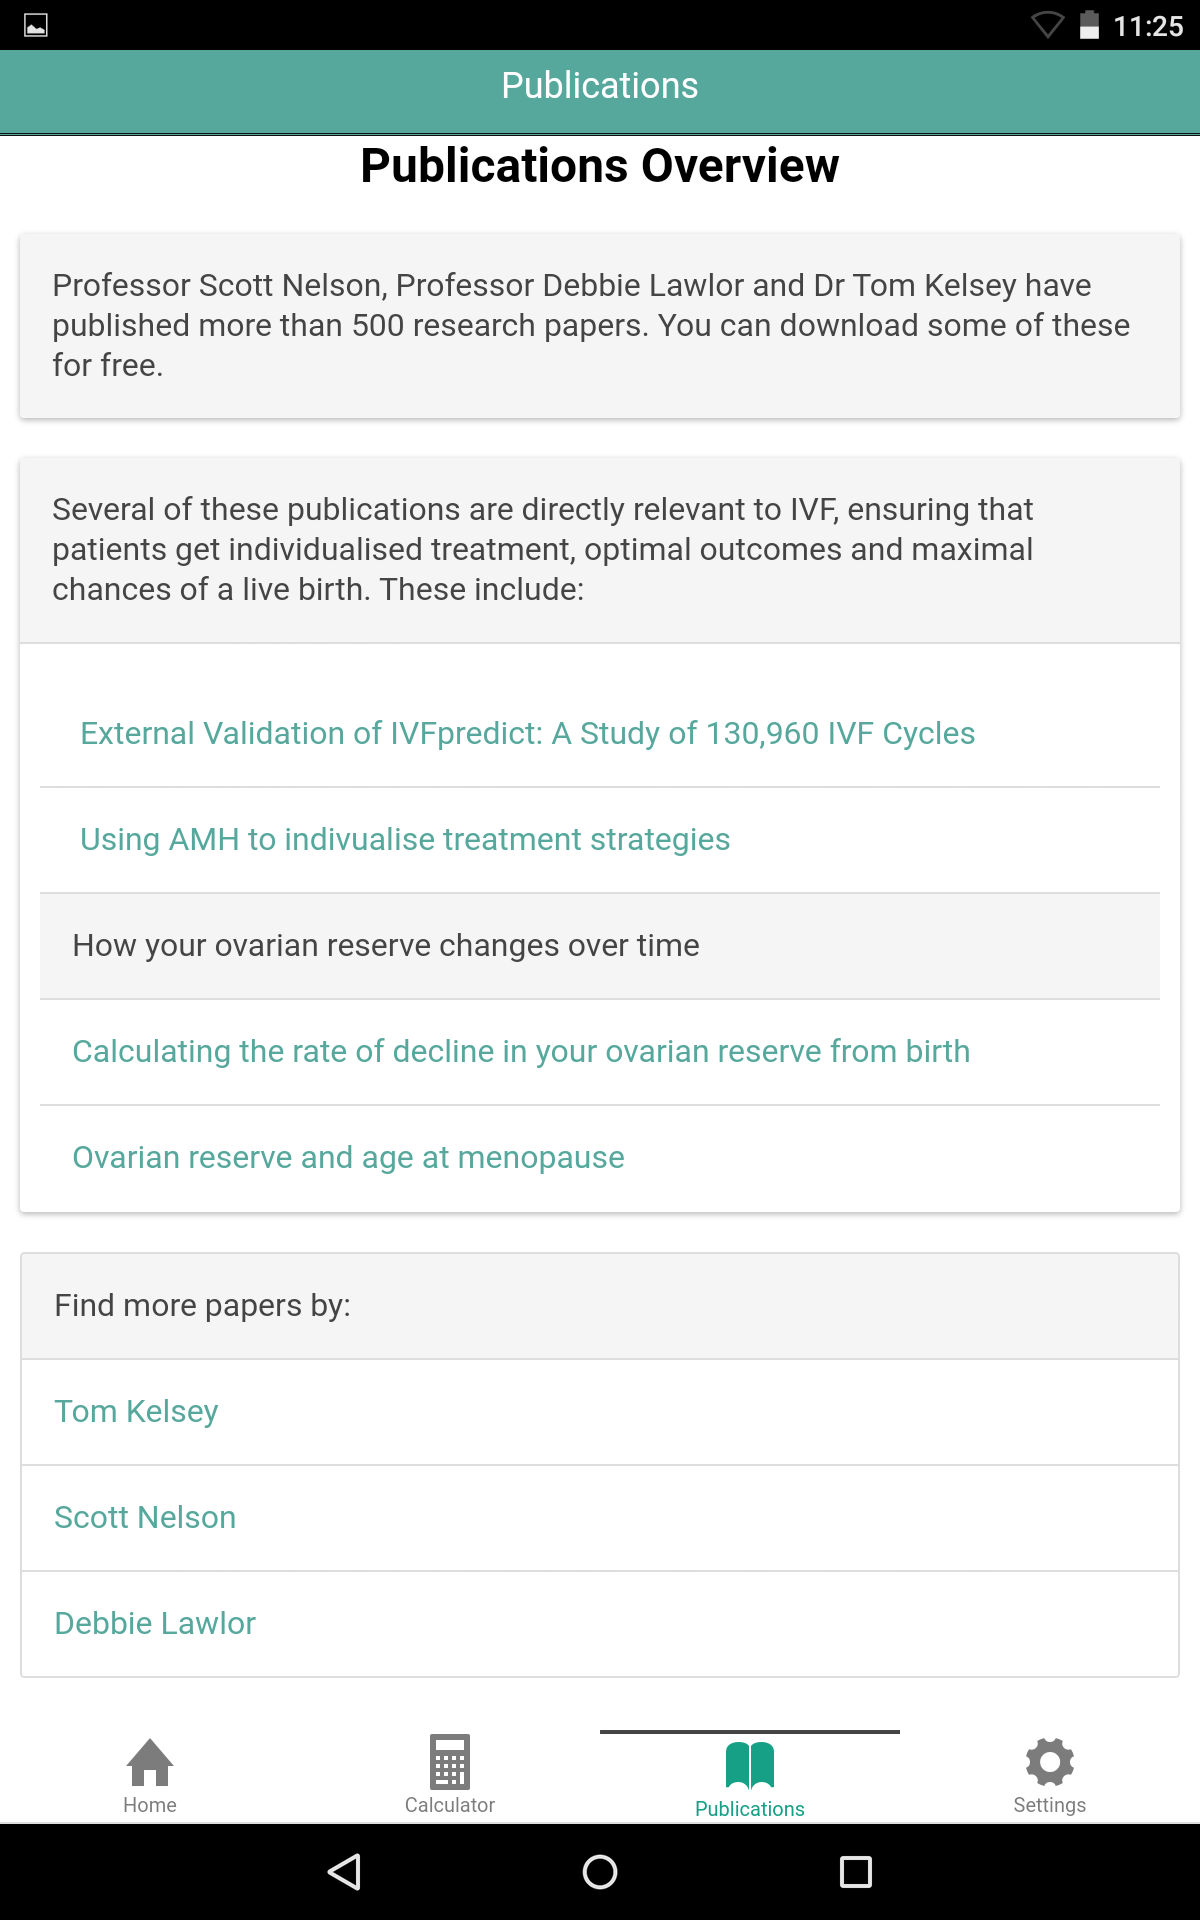 11:25
Publications
Publications Overview
Professor Scott Nelson, Professor Debbie Lawlor and Dr Tom Kelsey have
published more than 500 research papers. You can download some of these
for free.
Several of these publications are directly relevant to IVF, ensuring that
patients get individualised treatment, optimal outcomes and maximal
chances of a live birth. These include:
External Validation of IVFpredict: A Study of 130,960 IVF Cycles
Using AMH to indivualise treatment strategies
How your ovarian reserve changes over time
Calculating the rate of decline in your ovarian reserve from birth
Ovarian reserve and age at menopause
Find more papers by:
Tom Kelsey
Scott Nelson
Debbie Lawlor
Home
Calculator
Publications
Settings